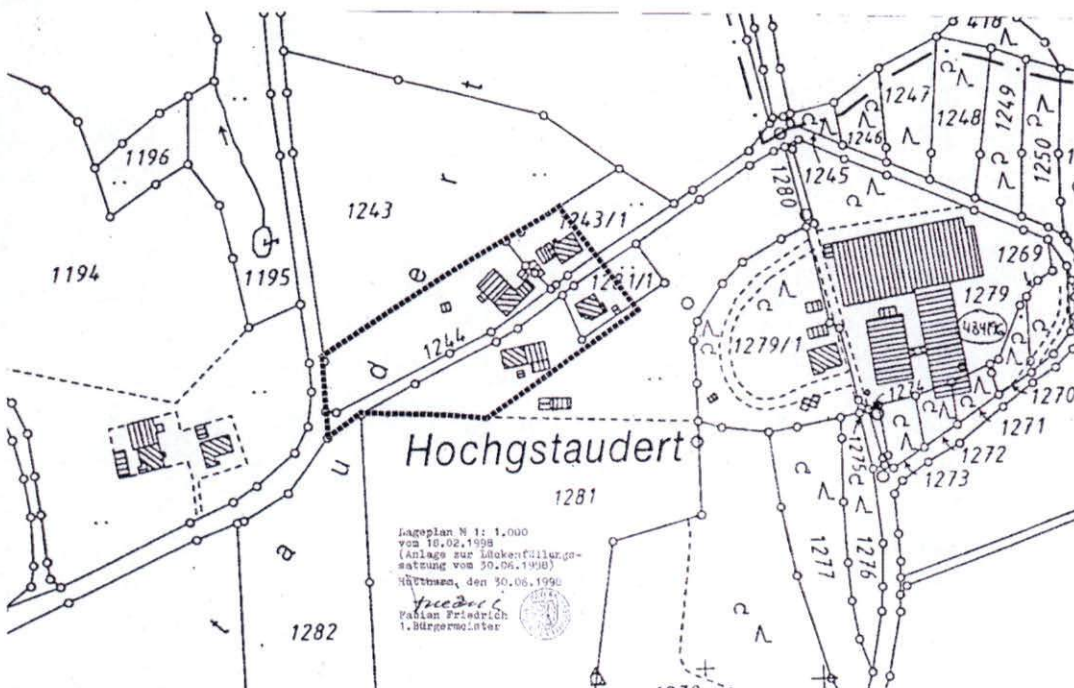 418
1247
1248
1249
1250
1246
1245
1196
t
1280
r
1243
1243/1
1269
1194
1195
e
1281/1
1279
1244
1279/1
d
1274
1270
1271
Hochgstaudert
u
1275
1272
1273
1281
Lageplan M 1: 1.000
vom 18.02.1998
(Anlage zur Lückenfüllungs-
satzung vom 30.06.1998)
a
1277
1276
den 30.06.1998
Fabian Friedrich
1.Bürgermeister
t
1282